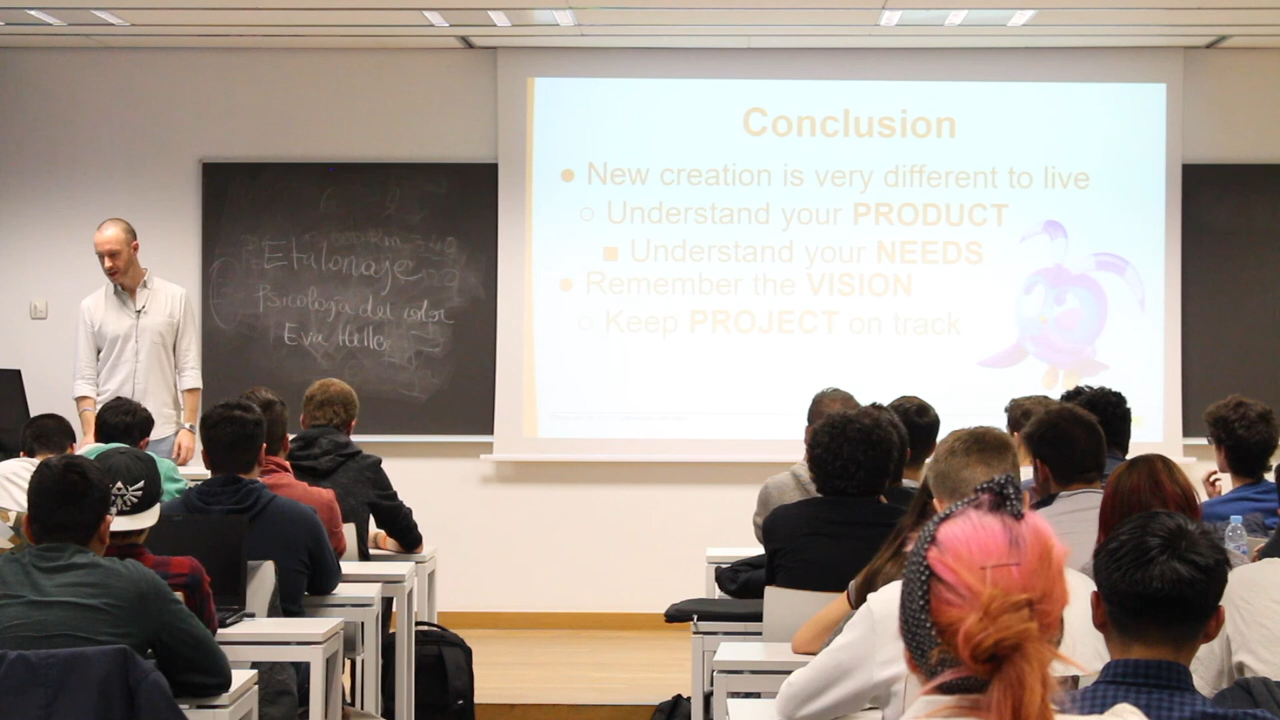 Etalonaje
Psicología del color
Eva Heller
Conclusion
● New creation is very different to live
○ Understand your PRODUCT
■ Understand your NEEDS
● Remember the VISION
○ Keep PROJECT on track